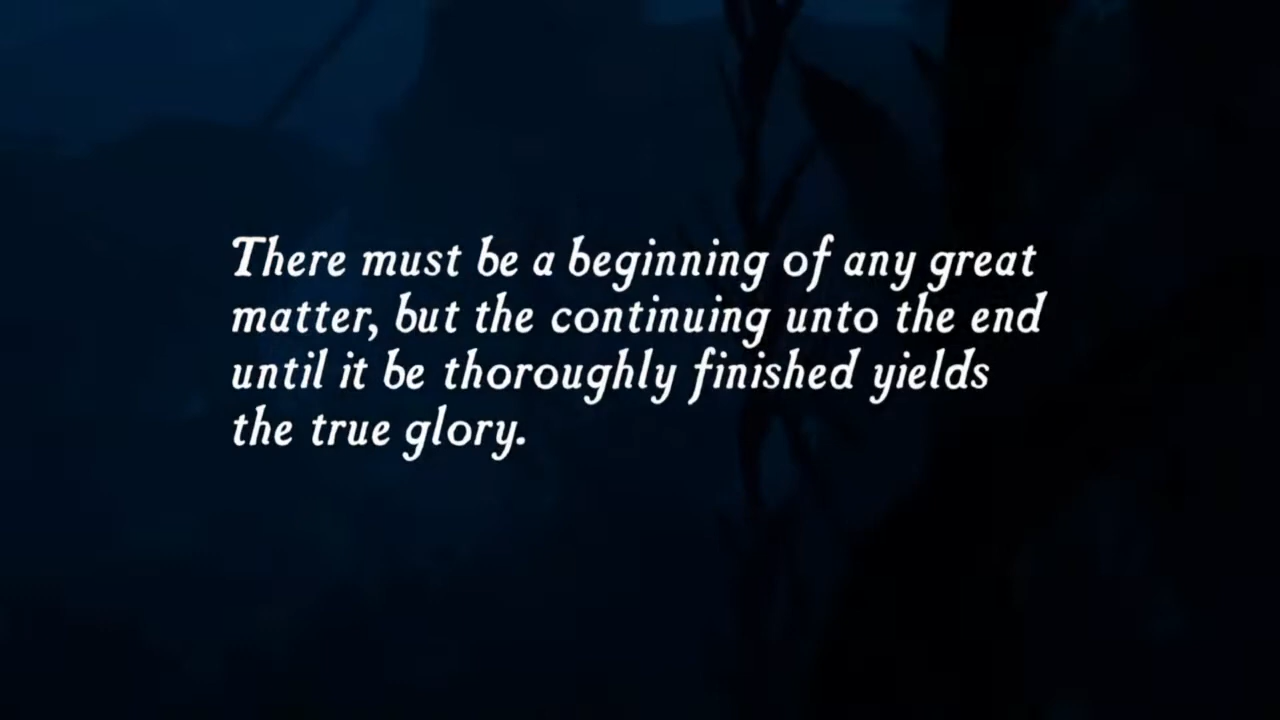 There must be a beginning of any great
matter, but the continuing unto the end
until it be thoroughly finished yields
the true glory.